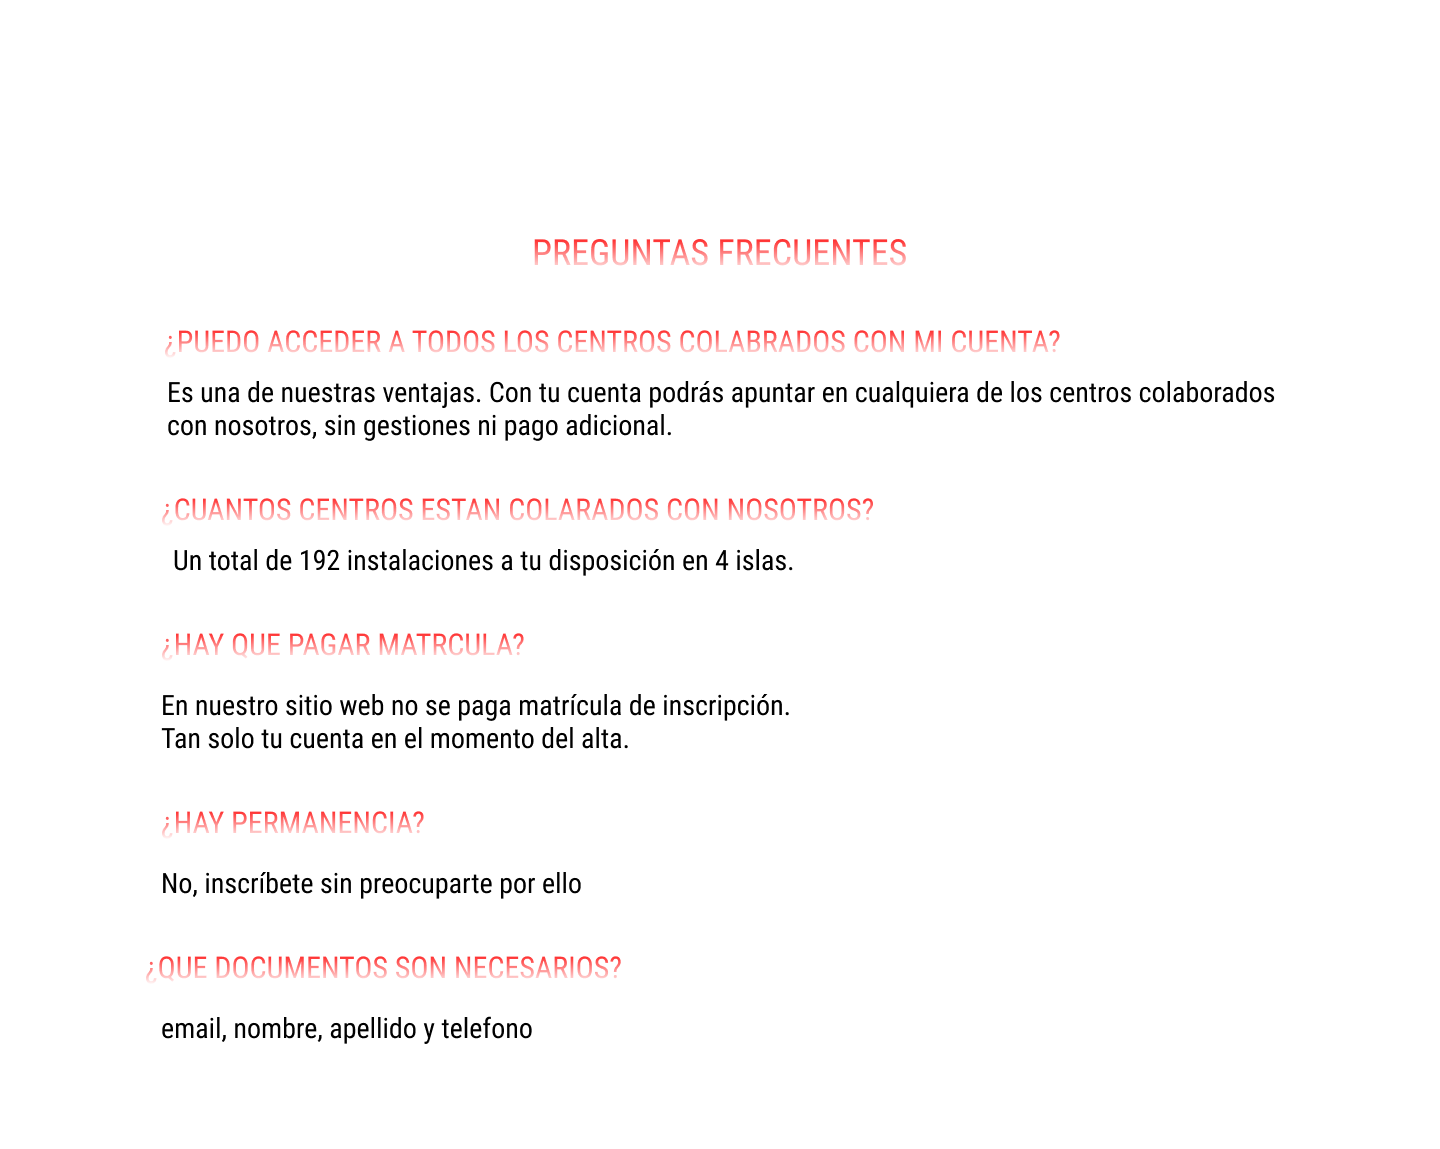 PREGUNTAS FRECUENTES
¿PUEDO ACCEDER A TODOS LOS CENTROS COLABRADOS CON MI CUENTA?
Es una de nuestras ventajas. Con tu cuenta podrás apuntar en cualquiera de los centros colaborados
con nosotros, sin gestiones ni pago adicional.
¿CUANTOS CENTROS ESTAN COLARADOS CON NOSOTROS?
Un total de 192 instalaciones a tu disposición en 4 islas.
¿HAY QUE PAGAR MATRCULA?
En nuestro sitio web no se paga matrícula de inscripción.
Tan solo tu cuenta en el momento del alta.
¿HAY PERMANENCIA?
No, inscríbete sin preocuparte por ello
¿QUE DOCUMENTOS SON NECESARIOS?
email, nombre, apellido y telefono